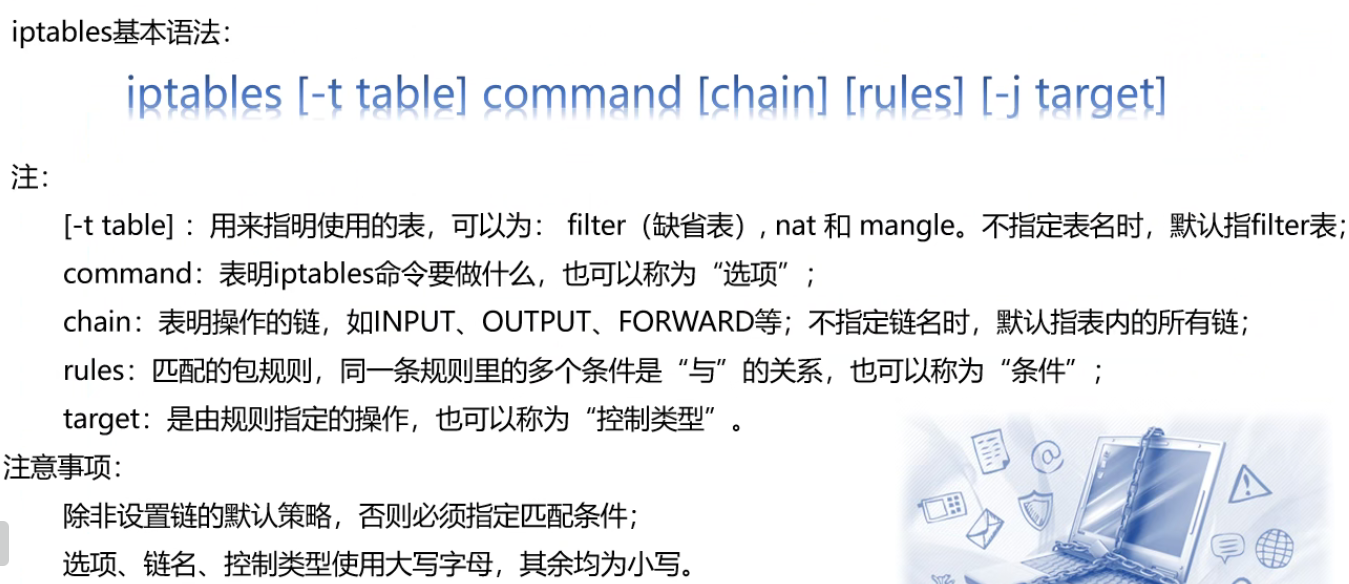 iptables基本语法：
iptables [-t table] command [chain] [rules] [-j target]
注：
[-t table] ：用来指明使用的表，可以为： filter（缺省表）, nat 和 mangle。不指定表名时，默认指filter表；
command：表明iptables命令要做什么，也可以称为“选项”；
chain：表明操作的链，如INPUT、OUTPUT、FORWARD等；不指定链名时，默认指表内的所有链；
rules：匹配的包规则，同一条规则里的多个条件是“与”的关系，也可以称为“条件”；
target：是由规则指定的操作，也可以称为“控制类型”。
注意事项：
除非设置链的默认策略，否则必须指定匹配条件；
选项、链名、控制类型使用大写字母，其余均为小写。